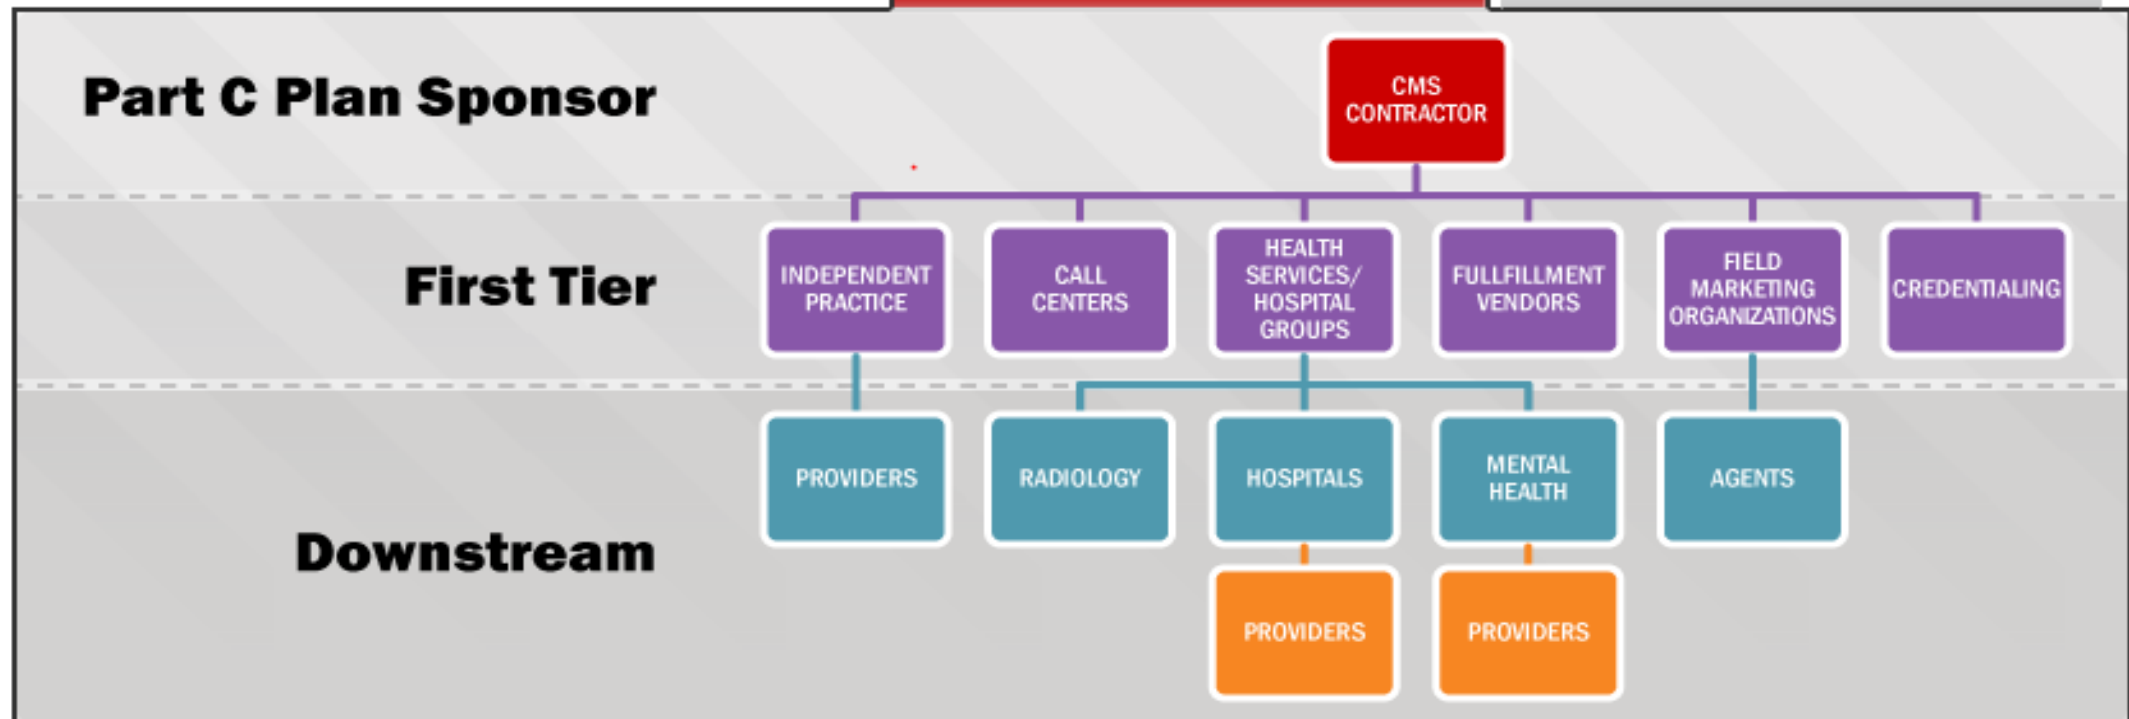 Part C Plan Sponsor
CMS
CONTRACTOR
First Tier
INDEPENDENT
PRACTICE
CALL
CENTERS
HEALTH
SERVICES/
HOSPITAL
GROUPS
FULLFILLMENT
VENDORS
FIELD
MARKETING
ORGANIZATIONS
CREDENTIALING
Downstream
PROVIDERS
RADIOLOGY
HOSPITALS
MENTAL
HEALTH
AGENTS
PROVIDERS
PROVIDERS